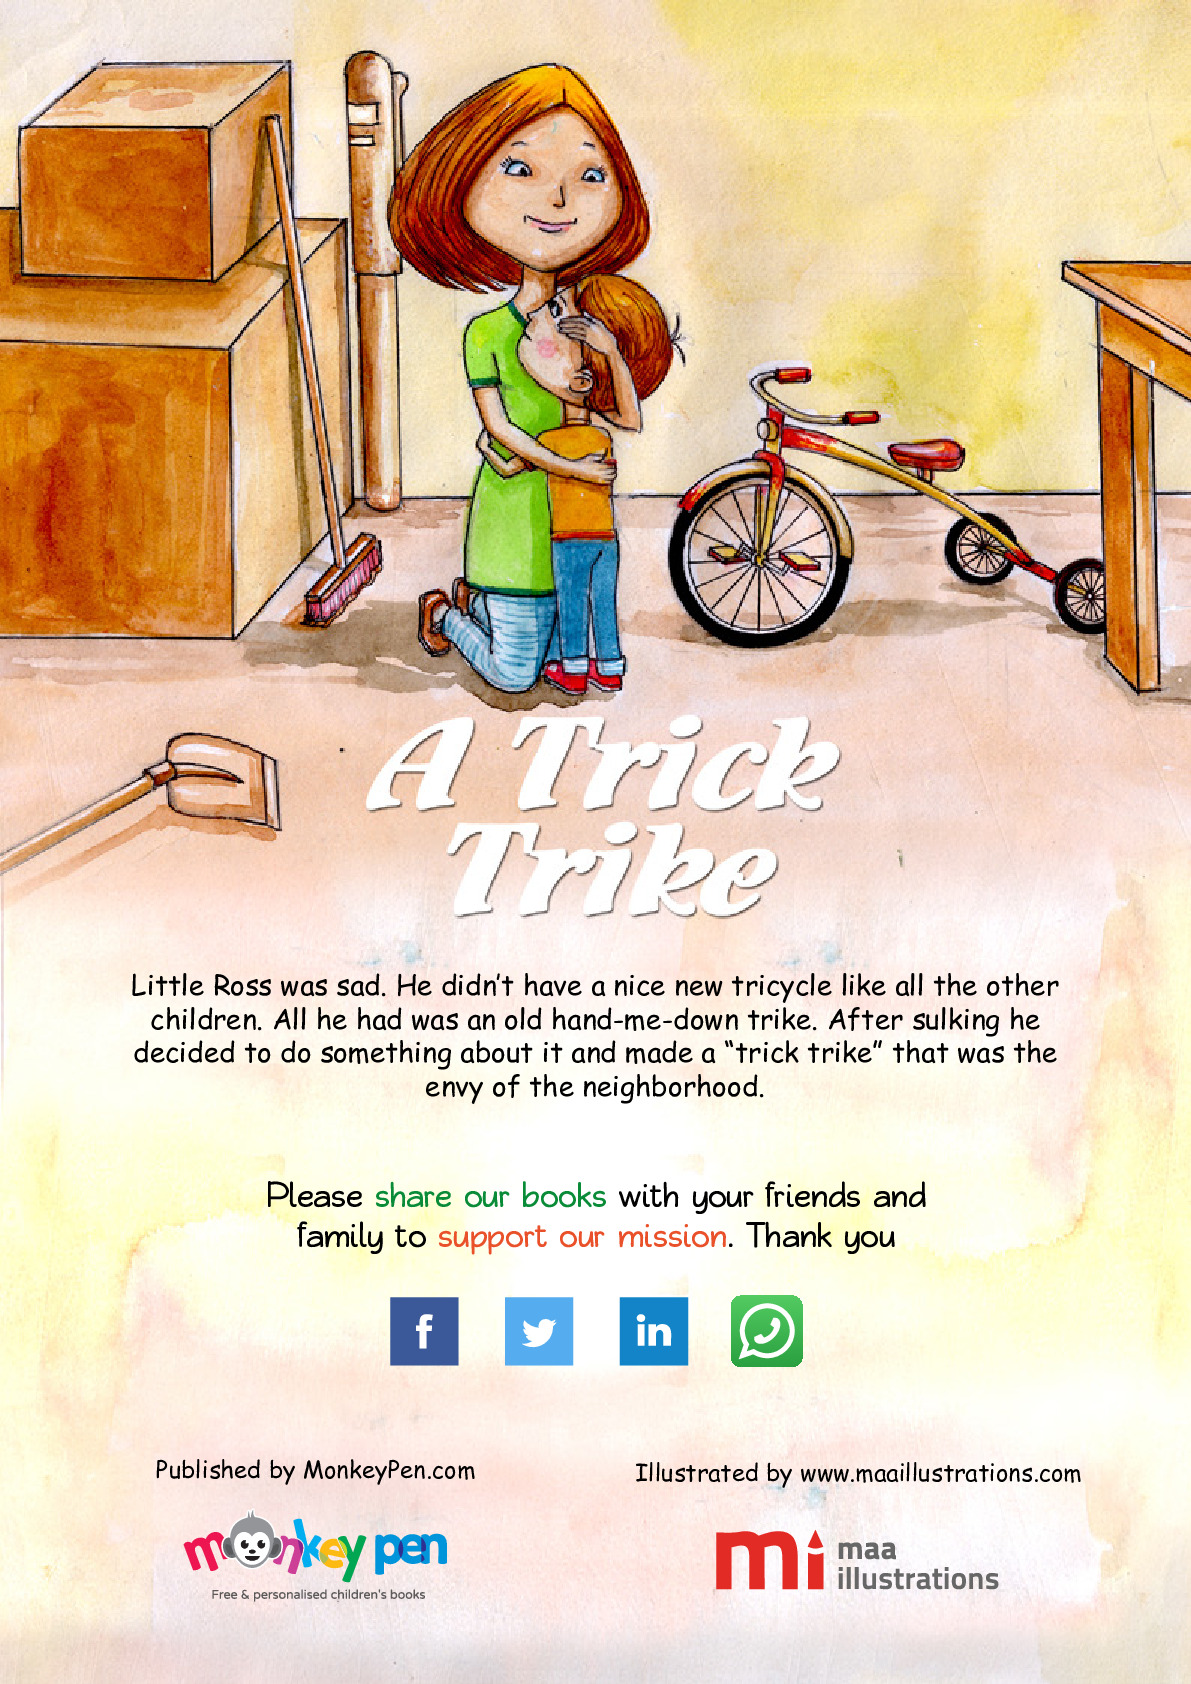 A Trick
Trike
Little Ross was sad. He didn't have a nice new tricycle like all the other
children. All he had was an old hand-me-down trike. After sulking he
decided to do something about it and made a “trick trike” that was the
envy of the neighborhood.
Please share our books with your friends and
family to support our mission. Thank you
f
in
Published by MonkeyPen.com
Illustrated by www.maaillustrations.com
monkey pen
Free & personalised children's books
mi maa
illustrations